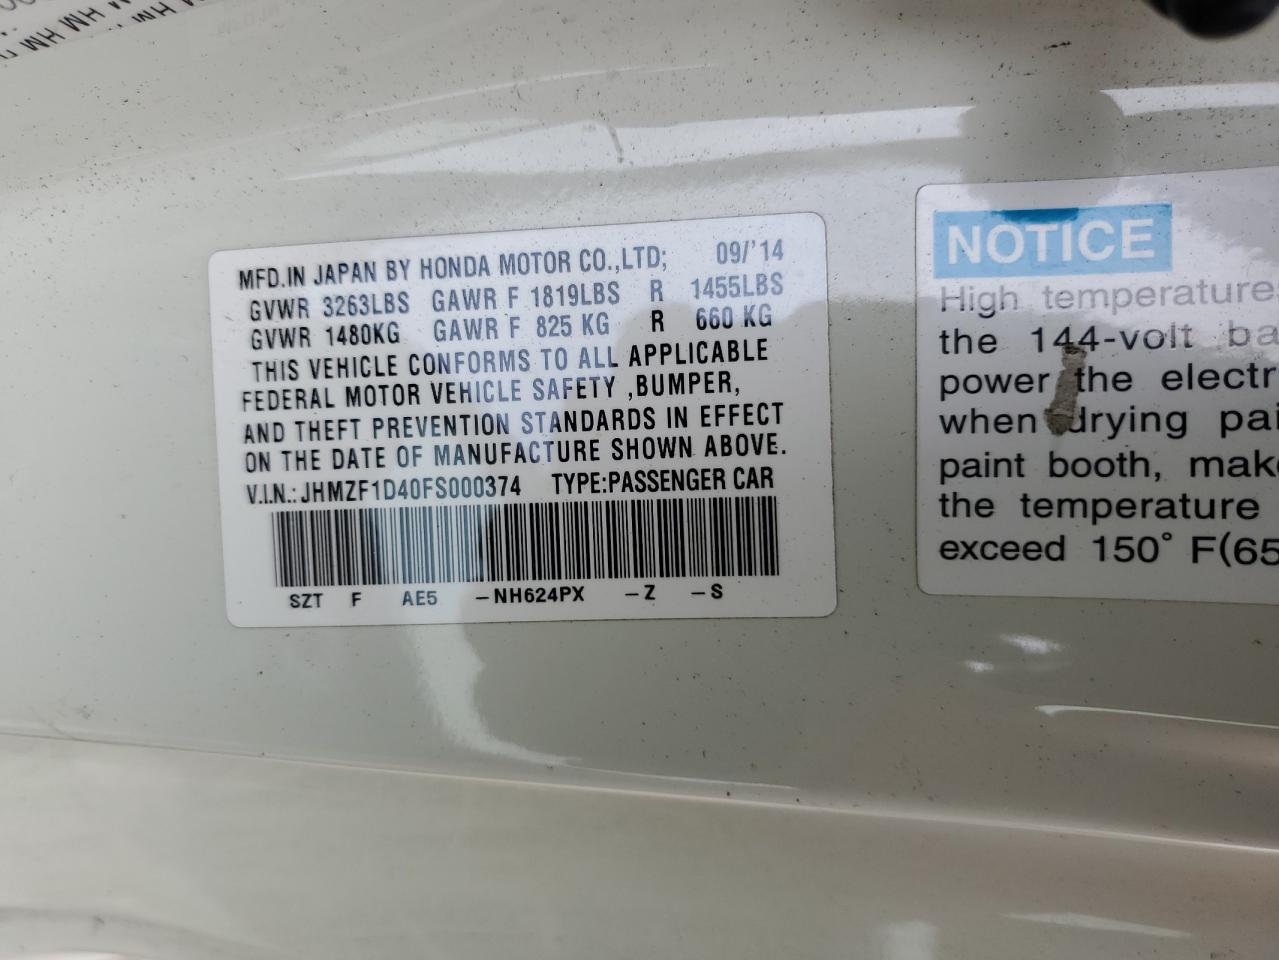 MFD.IN JAPAN BY HONDA MOTOR CO.,LTD; 09/'14
GVWR 3263LBS GAWR F 1819LBS R 1455LBS
GVWR 1480KG GAWR F 825 KG R 660 KG
THIS VEHICLE CONFORMS TO ALL APPLICABLE
FEDERAL MOTOR VEHICLE SAFETY ,BUMPER,
AND THEFT PREVENTION STANDARDS IN EFFECT
ON THE DATE OF MANUFACTURE SHOWN ABOVE.
V.I.N.: JHMZF1D40FS000374 TYPE:PASSENGER CAR
SZT F AE5 -NH624PX -Z -S
NOTICE
High temperature
the 144-volt ba
power the electr
when drying pai
paint booth, make
the temperature
exceed 150° F(65